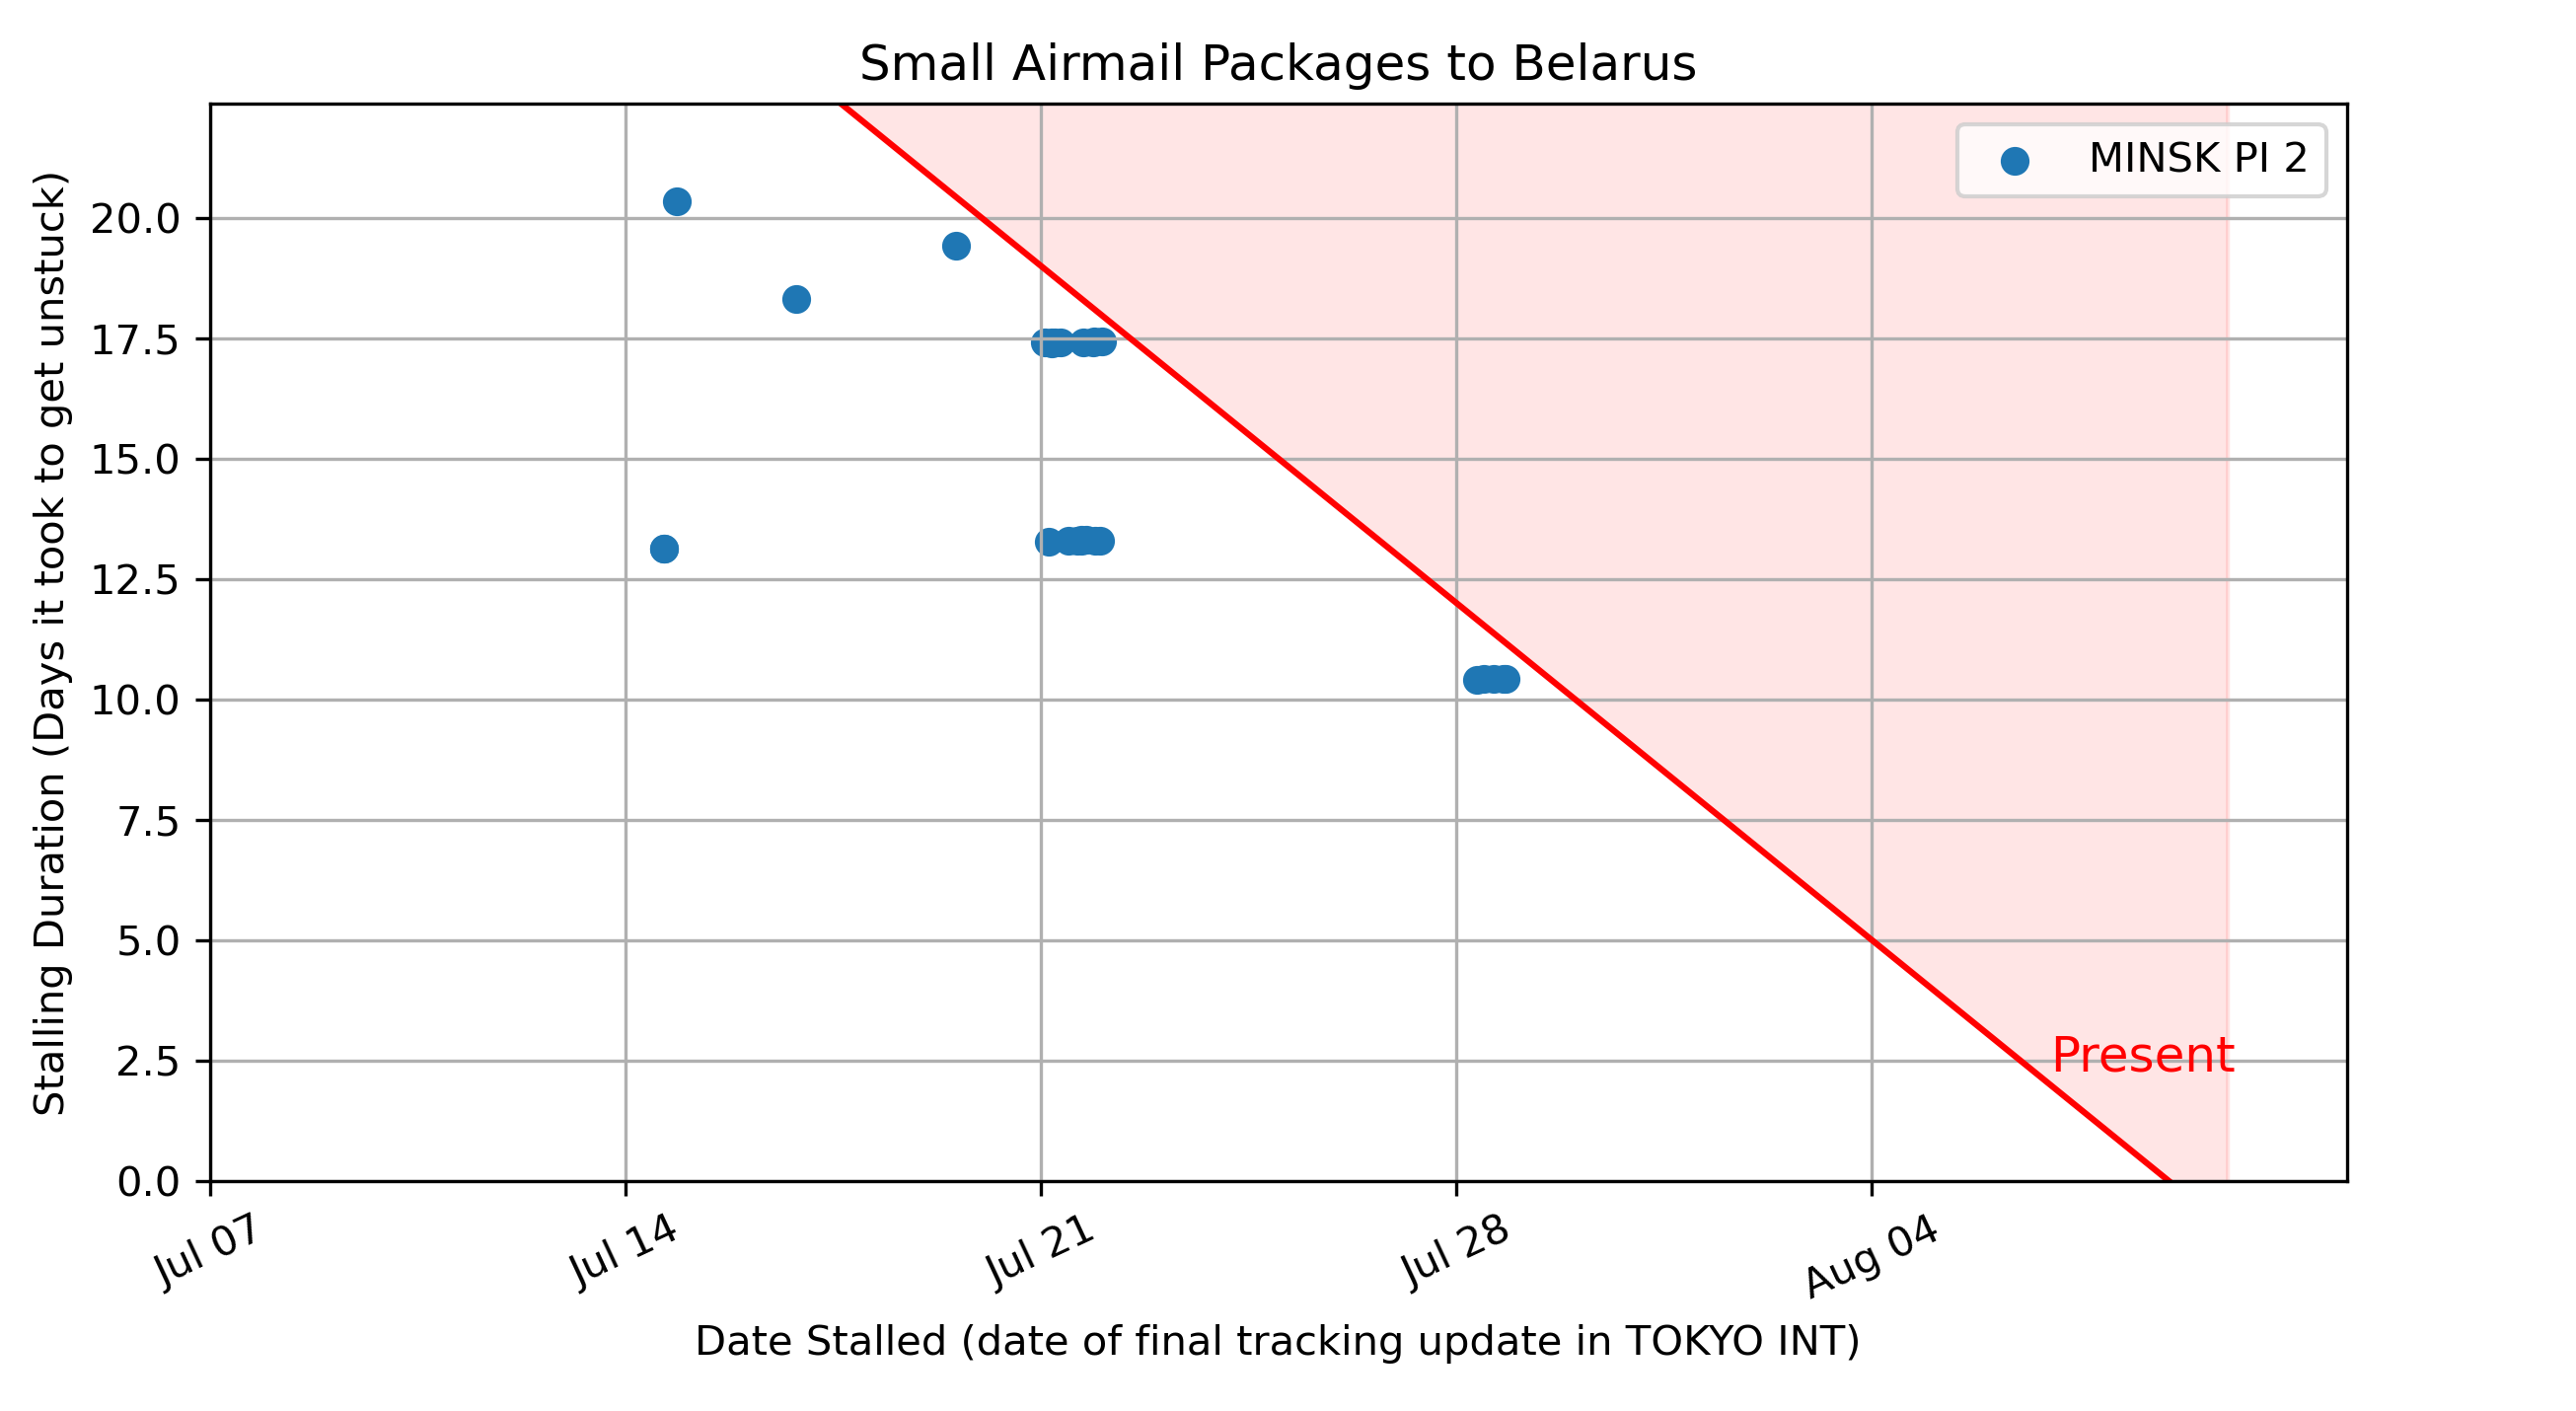 Small Airmail Packages to Belarus
MINSK PI 2
Stalling Duration (Days it took to get unstuck)
20.0
17.5
15.0
12.5
10.0
7.5
5.0
2.5
0.0
Present
Jul 07
Jul 14
Jul 21
Jul 28
Aug 04
Date Stalled (date of final tracking update in TOKYO INT)